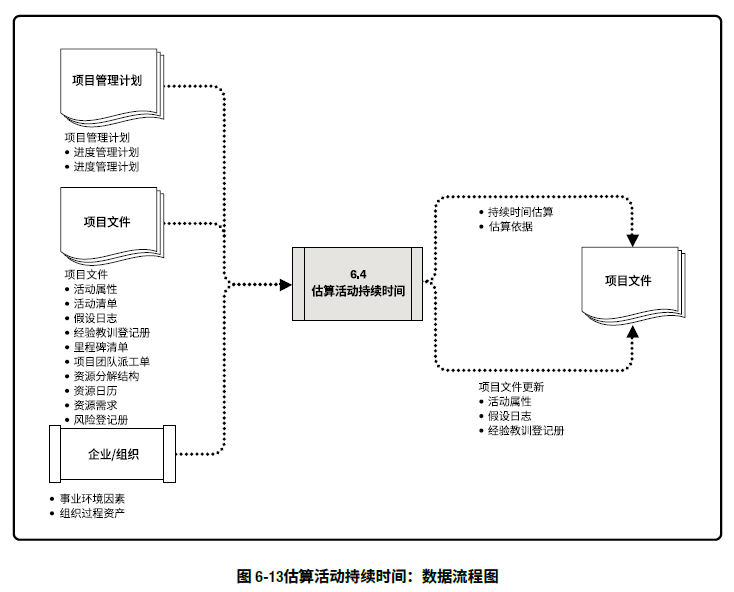 项目管理计划
项目管理计划
• 进度管理计划
• 进度管理计划
项目文件
项目文件
• 活动属性
• 活动清单
• 假设日志
• 经验教训登记册
• 里程碑清单
• 项目团队派工单
• 资源分解结构
• 资源日历
• 资源需求
• 风险登记册
企业/组织
• 事业环境因素
• 组织过程资产
6.4
估算活动持续时间
• 持续时间估算
• 估算依据
项目文件
项目文件更新
• 活动属性
• 假设日志
• 经验教训登记册
图 6-13估算活动持续时间：数据流程图